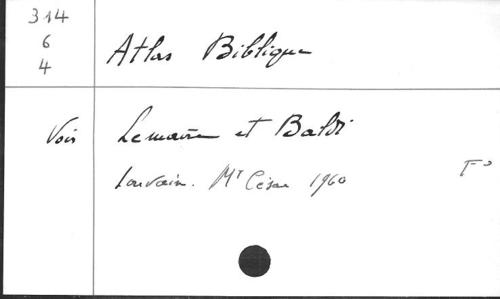 314
6
4
Atlas Biblique
Voir Lemaire et Baldi
Louvain. Mt César 1960
F°